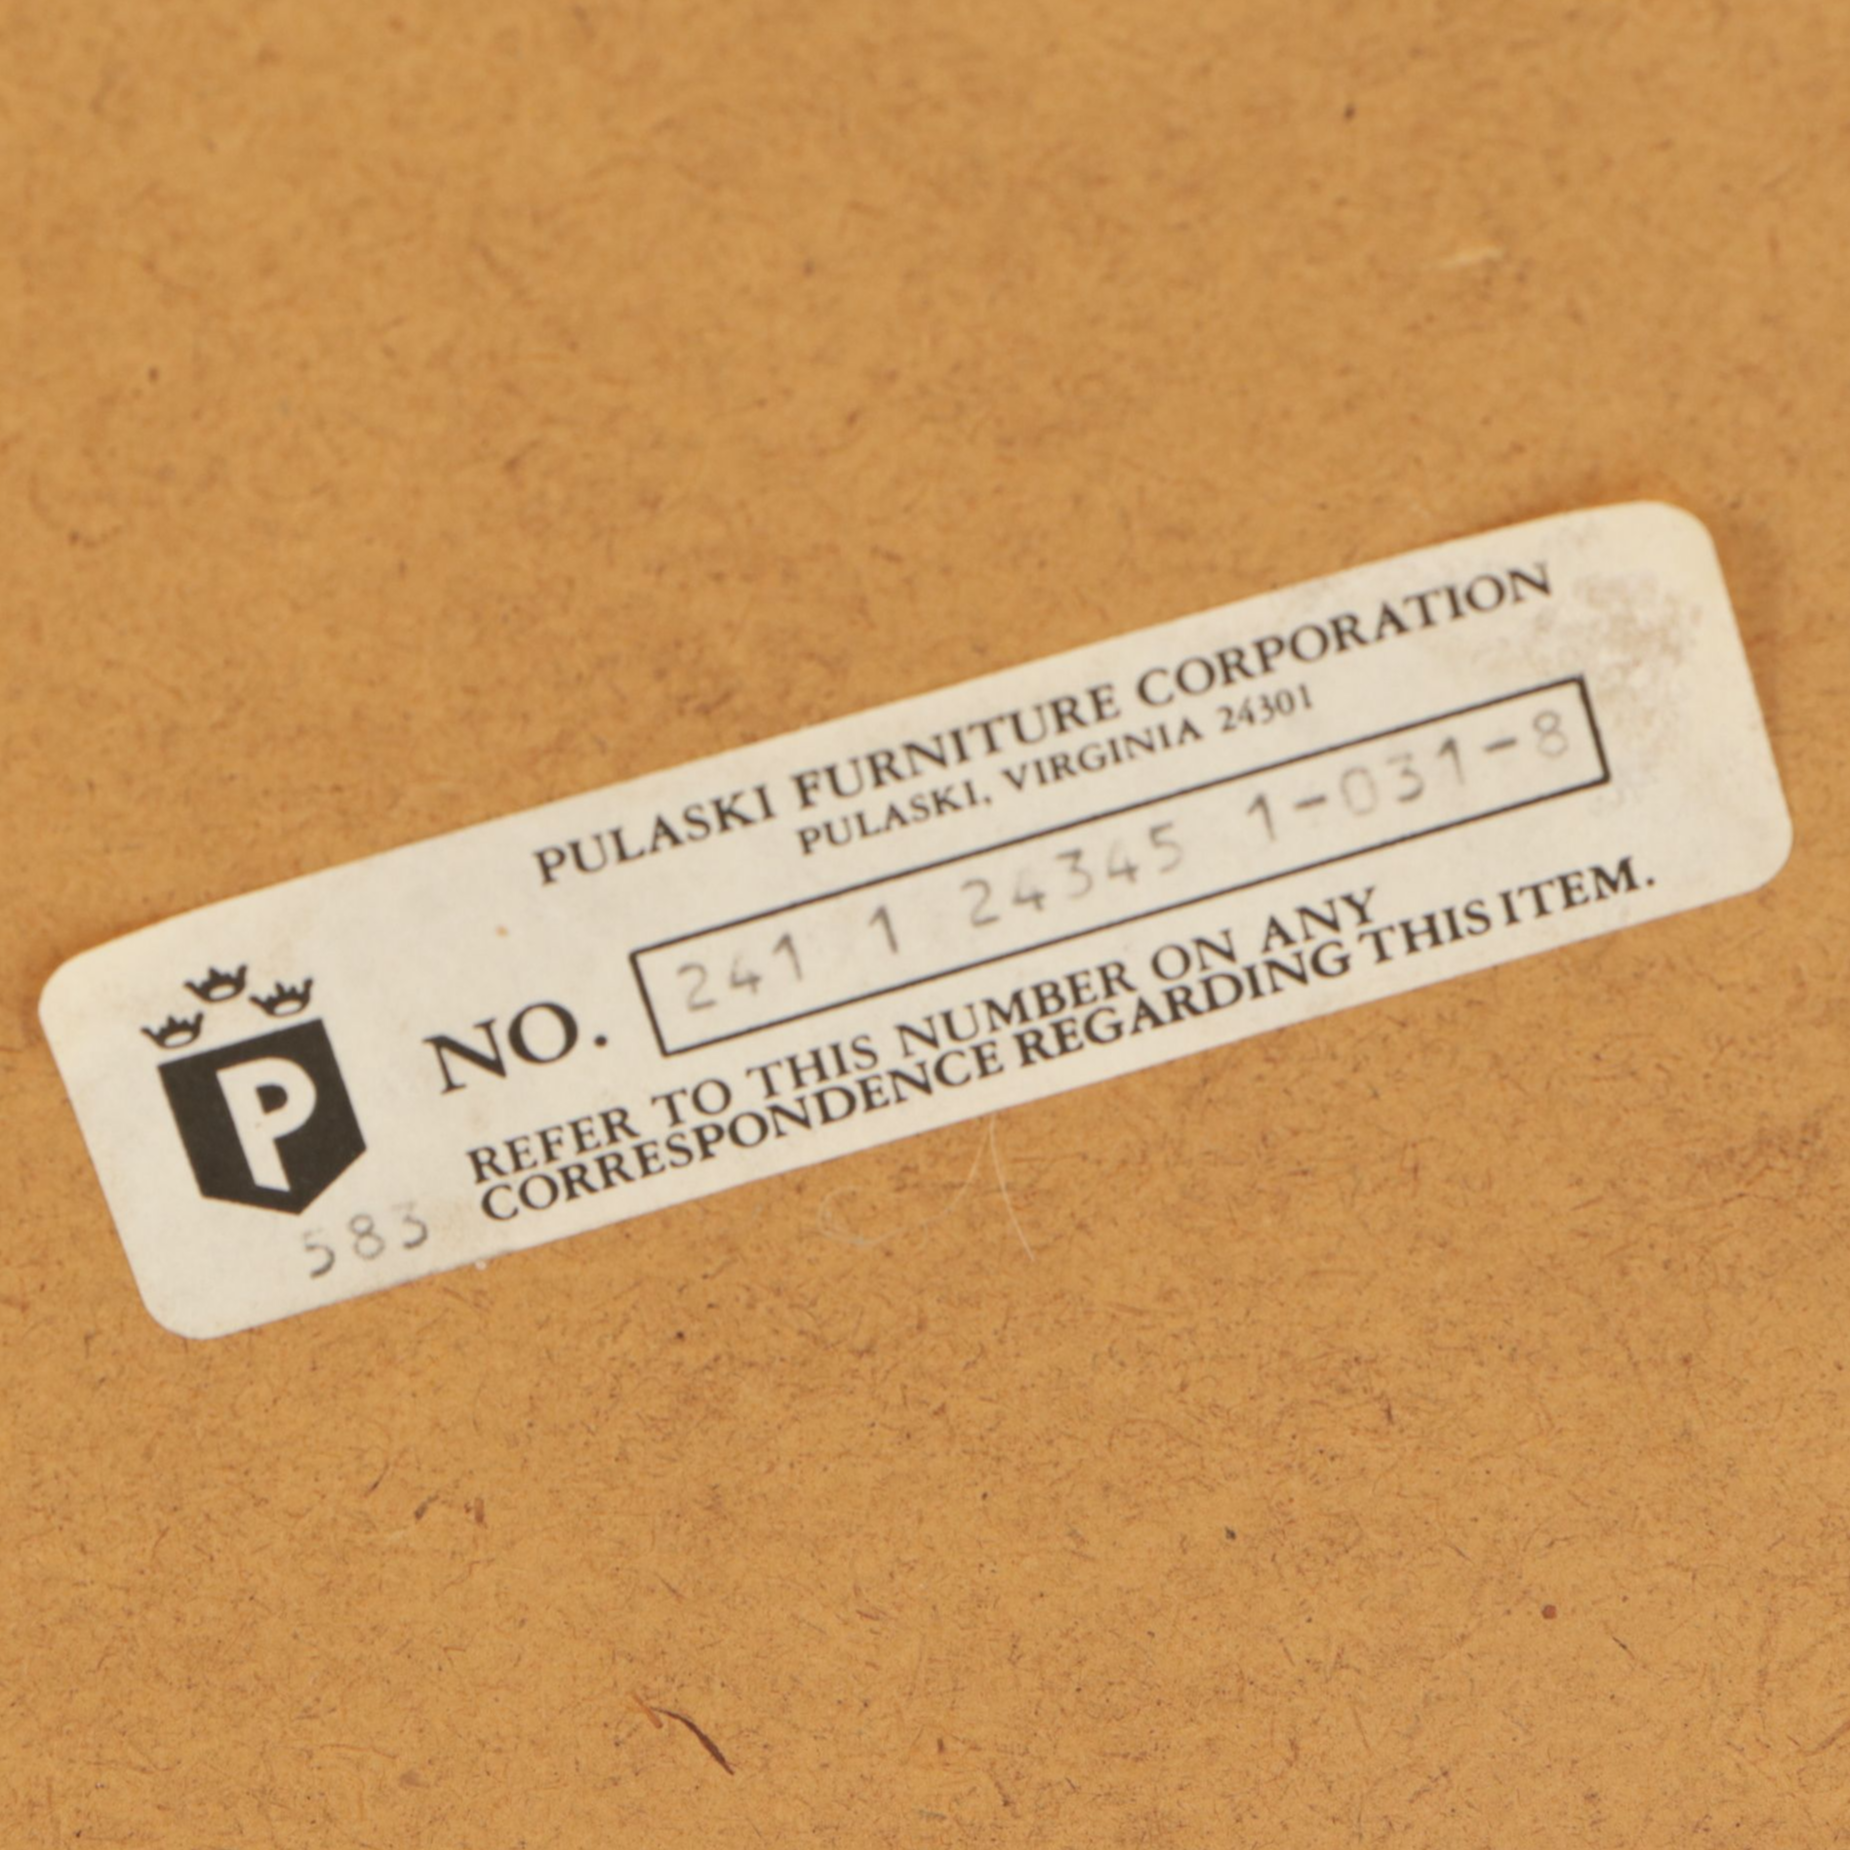 PULASKI FURNITURE CORPORATION
PULASKI, VIRGINIA 24301
NO. 241 1 24345 1-031-8
REFER TO THIS NUMBER ON ANY
CORRESPONDENCE REGARDING THIS ITEM.
P
583